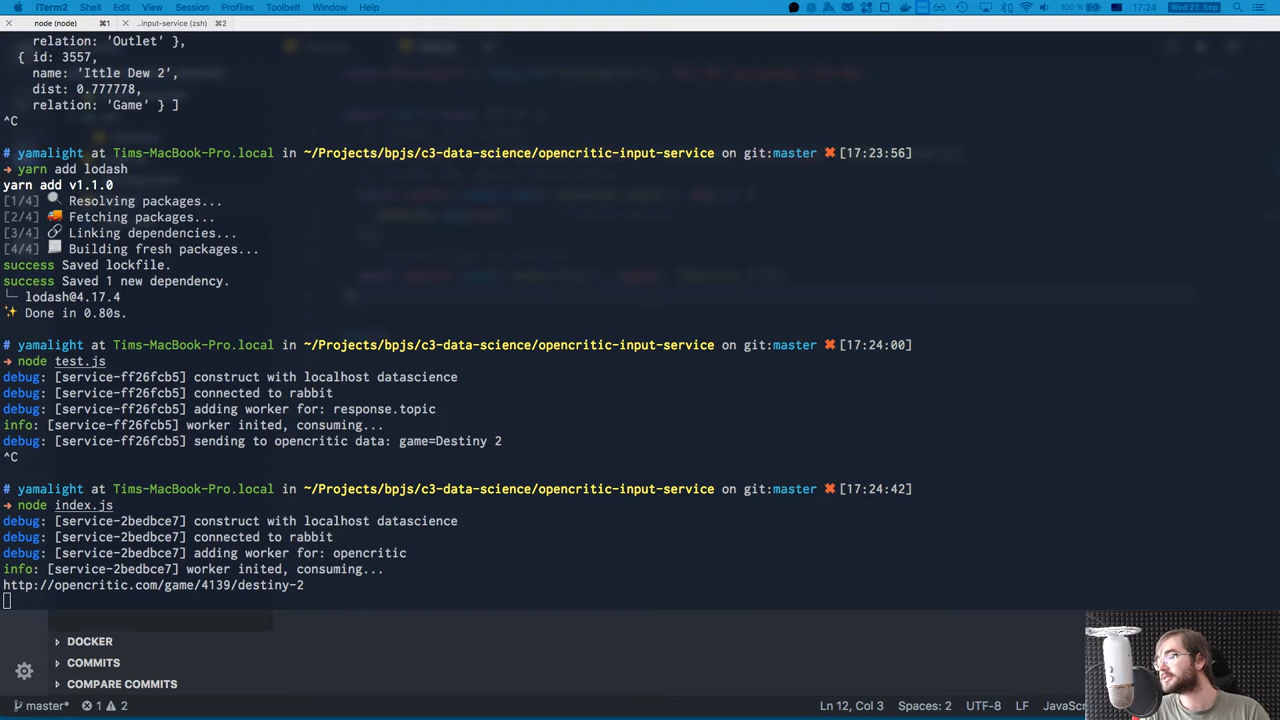 iTerm2 Shell Edit View Session Profiles Toolbelt Window Help 100 % 17:24 Wed 27. Sep
node (node) ⌘1 ..input-service (zsh) ⌘2
relation: 'Outlet' },
{ id: 3557,
name: 'Ittle Dew 2',
dist: 0.777778,
relation: 'Game' } ]
^C
# yamalight at Tims-MacBook-Pro.local in ~/Projects/bpjs/c3-data-science/opencritic-input-service on git:master ✖ [17:23:56]
→ yarn add lodash
yarn add v1.1.0
[1/4] 🔍 Resolving packages...
[2/4] 🚚 Fetching packages...
[3/4] 🔗 Linking dependencies...
[4/4] 📃 Building fresh packages...
success Saved lockfile.
success Saved 1 new dependency.
└─ lodash@4.17.4
✨ Done in 0.80s.
# yamalight at Tims-MacBook-Pro.local in ~/Projects/bpjs/c3-data-science/opencritic-input-service on git:master ✖ [17:24:00]
→ node test.js
debug: [service-ff26fcb5] construct with localhost datascience
debug: [service-ff26fcb5] connected to rabbit
debug: [service-ff26fcb5] adding worker for: response.topic
info: [service-ff26fcb5] worker inited, consuming...
debug: [service-ff26fcb5] sending to opencritic data: game=Destiny 2
^C
# yamalight at Tims-MacBook-Pro.local in ~/Projects/bpjs/c3-data-science/opencritic-input-service on git:master ✖ [17:24:42]
→ node index.js
debug: [service-2bedbce7] construct with localhost datascience
debug: [service-2bedbce7] connected to rabbit
debug: [service-2bedbce7] adding worker for: opencritic
info: [service-2bedbce7] worker inited, consuming...
http://opencritic.com/game/4139/destiny-2
DOCKER
COMMITS
COMPARE COMMITS
master* 1 2 Ln 12, Col 3 Spaces: 2 UTF-8 LF JavaScr